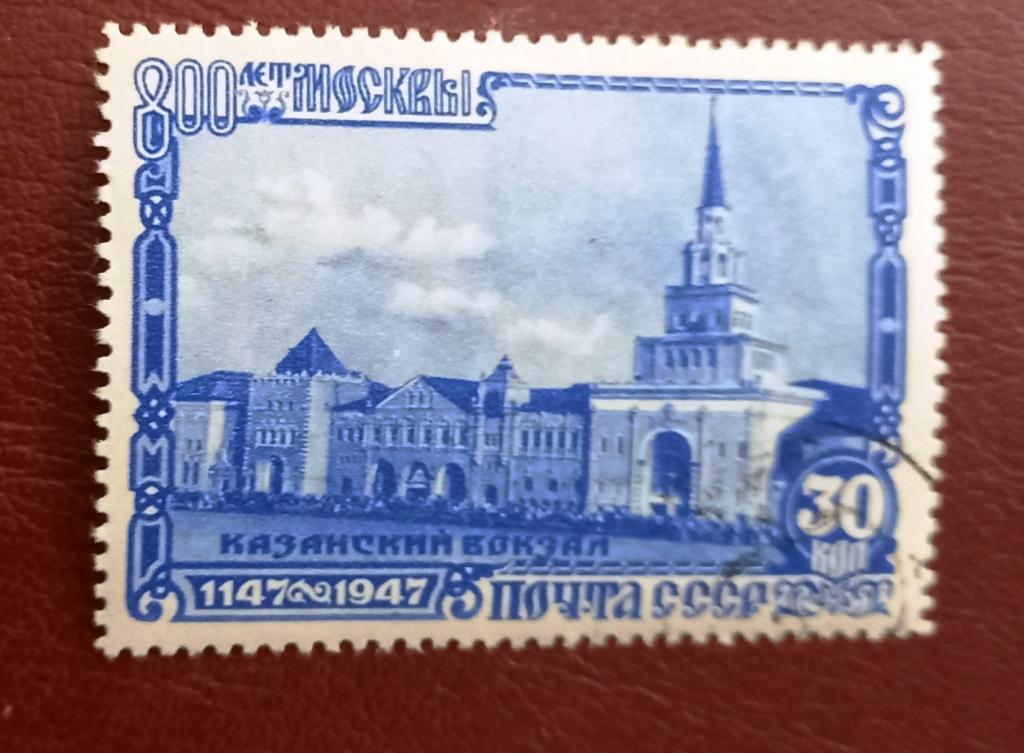 800 ЛЕТ МОСКВЫ
30
КОП
КАЗАНСКИЙ ВОКЗАЛ
1147~1947
ПОЧТА СССР